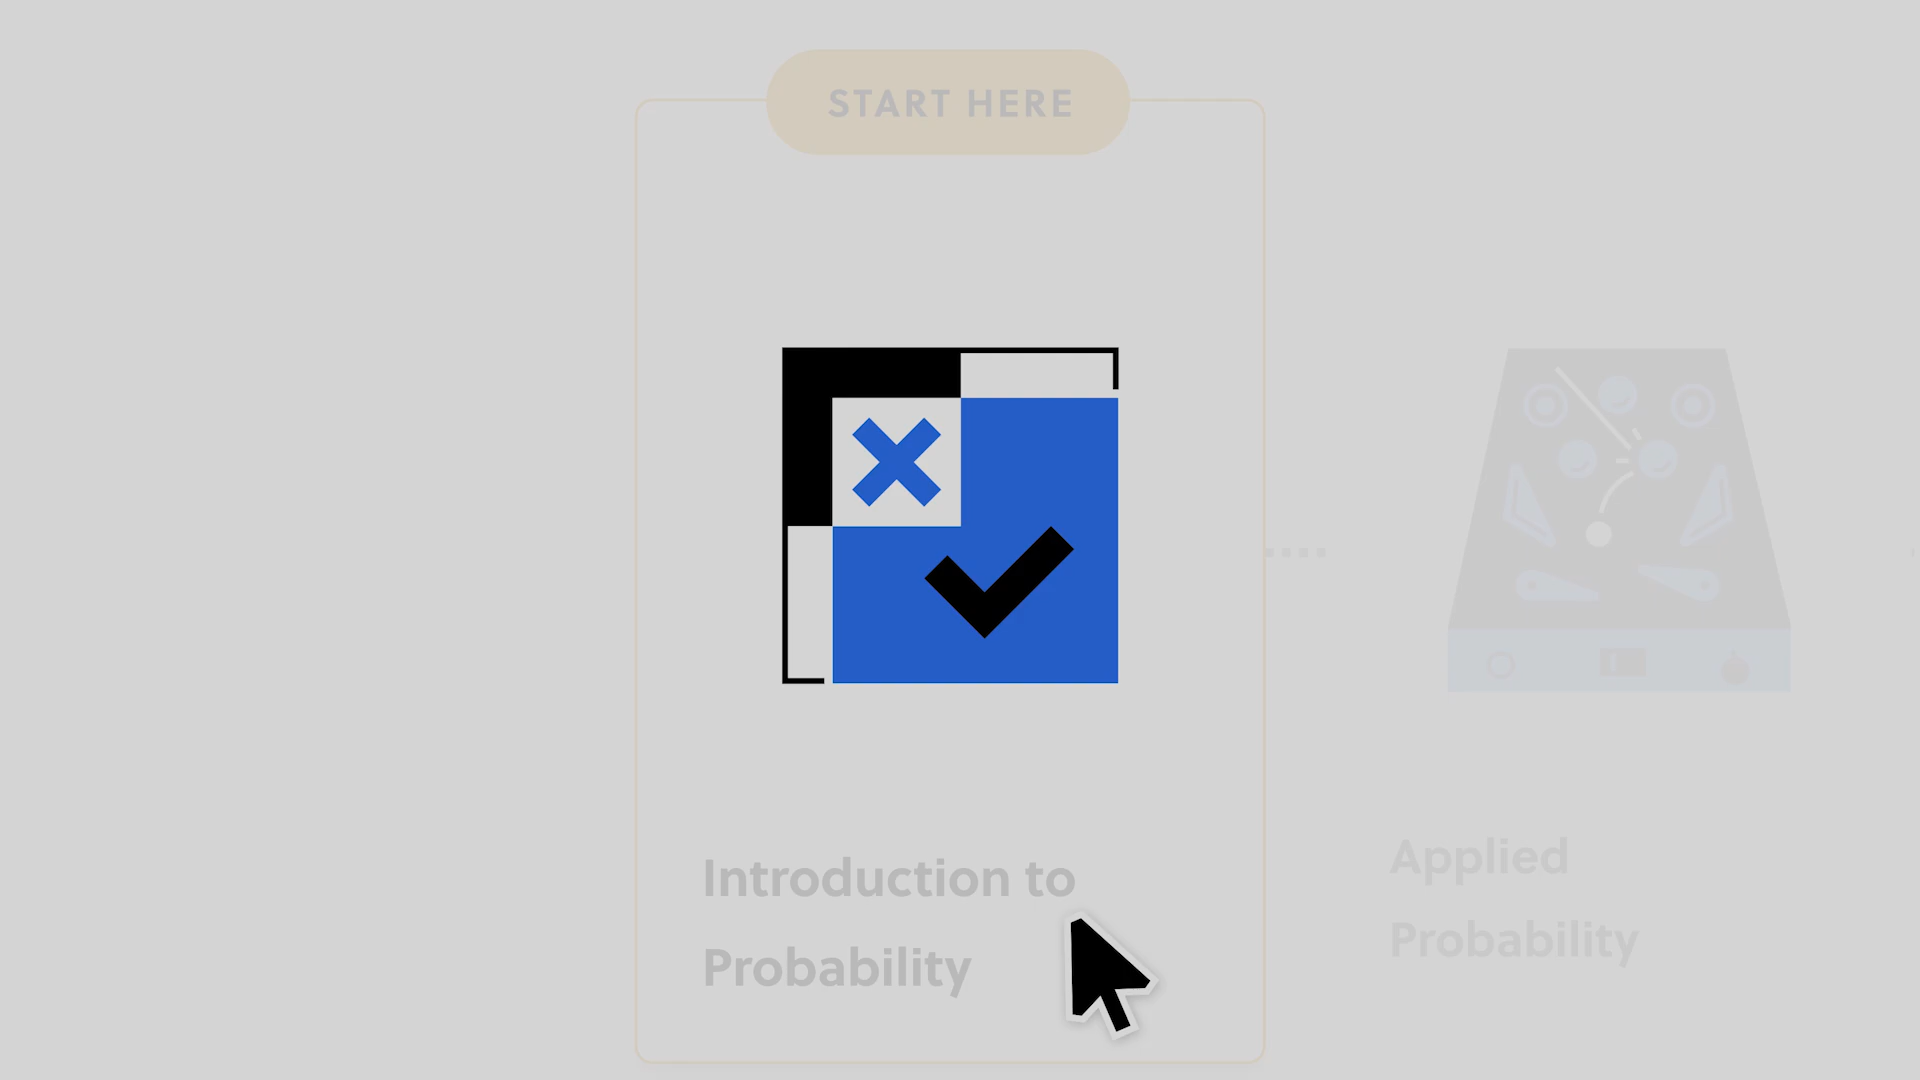 START HERE
Introduction to
Probability
Applied
Probability